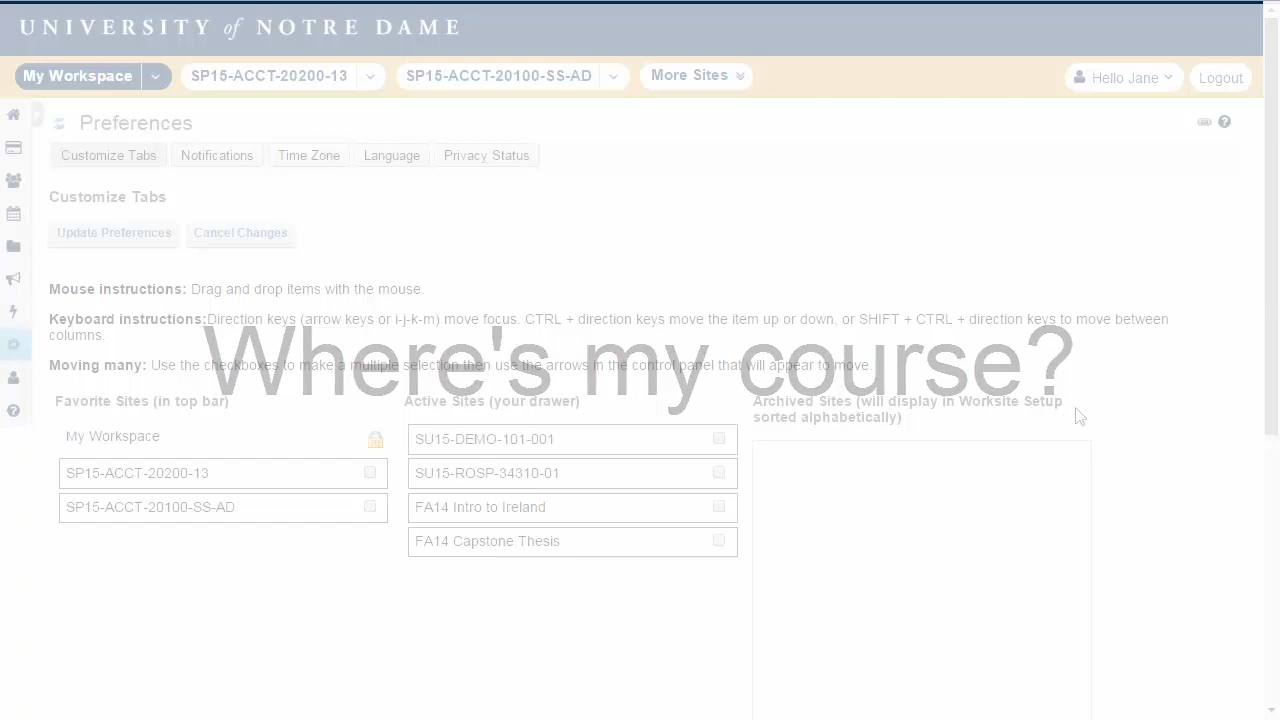 UNIVERSITY of NOTRE DAME
My Workspace
SP15-ACCT-20200-13
SP15-ACCT-20100-SS-AD
More Sites
Hello Jane
Logout
Preferences
Customize Tabs
Notifications
Time Zone
Language
Privacy Status
Customize Tabs
Update Preferences
Cancel Changes
Mouse instructions: Drag and drop items with the mouse.
Keyboard instructions:Direction keys (arrow keys or i-j-k-m) move focus. CTRL + direction keys move the item up or down, or SHIFT + CTRL + direction keys to move between
columns.
Where's my course?
Moving many: Use the checkboxes to make a multiple selection then use the arrows in the control panel that will appear to move.
Favorite Sites (in top bar)
My Workspace
SP15-ACCT-20200-13
SP15-ACCT-20100-SS-AD
Active Sites (your drawer)
SU15-DEMO-101-001
SU15-ROSP-34310-01
FA14 Intro to Ireland
FA14 Capstone Thesis
Archived Sites (will display in Worksite Setup
sorted alphabetically)